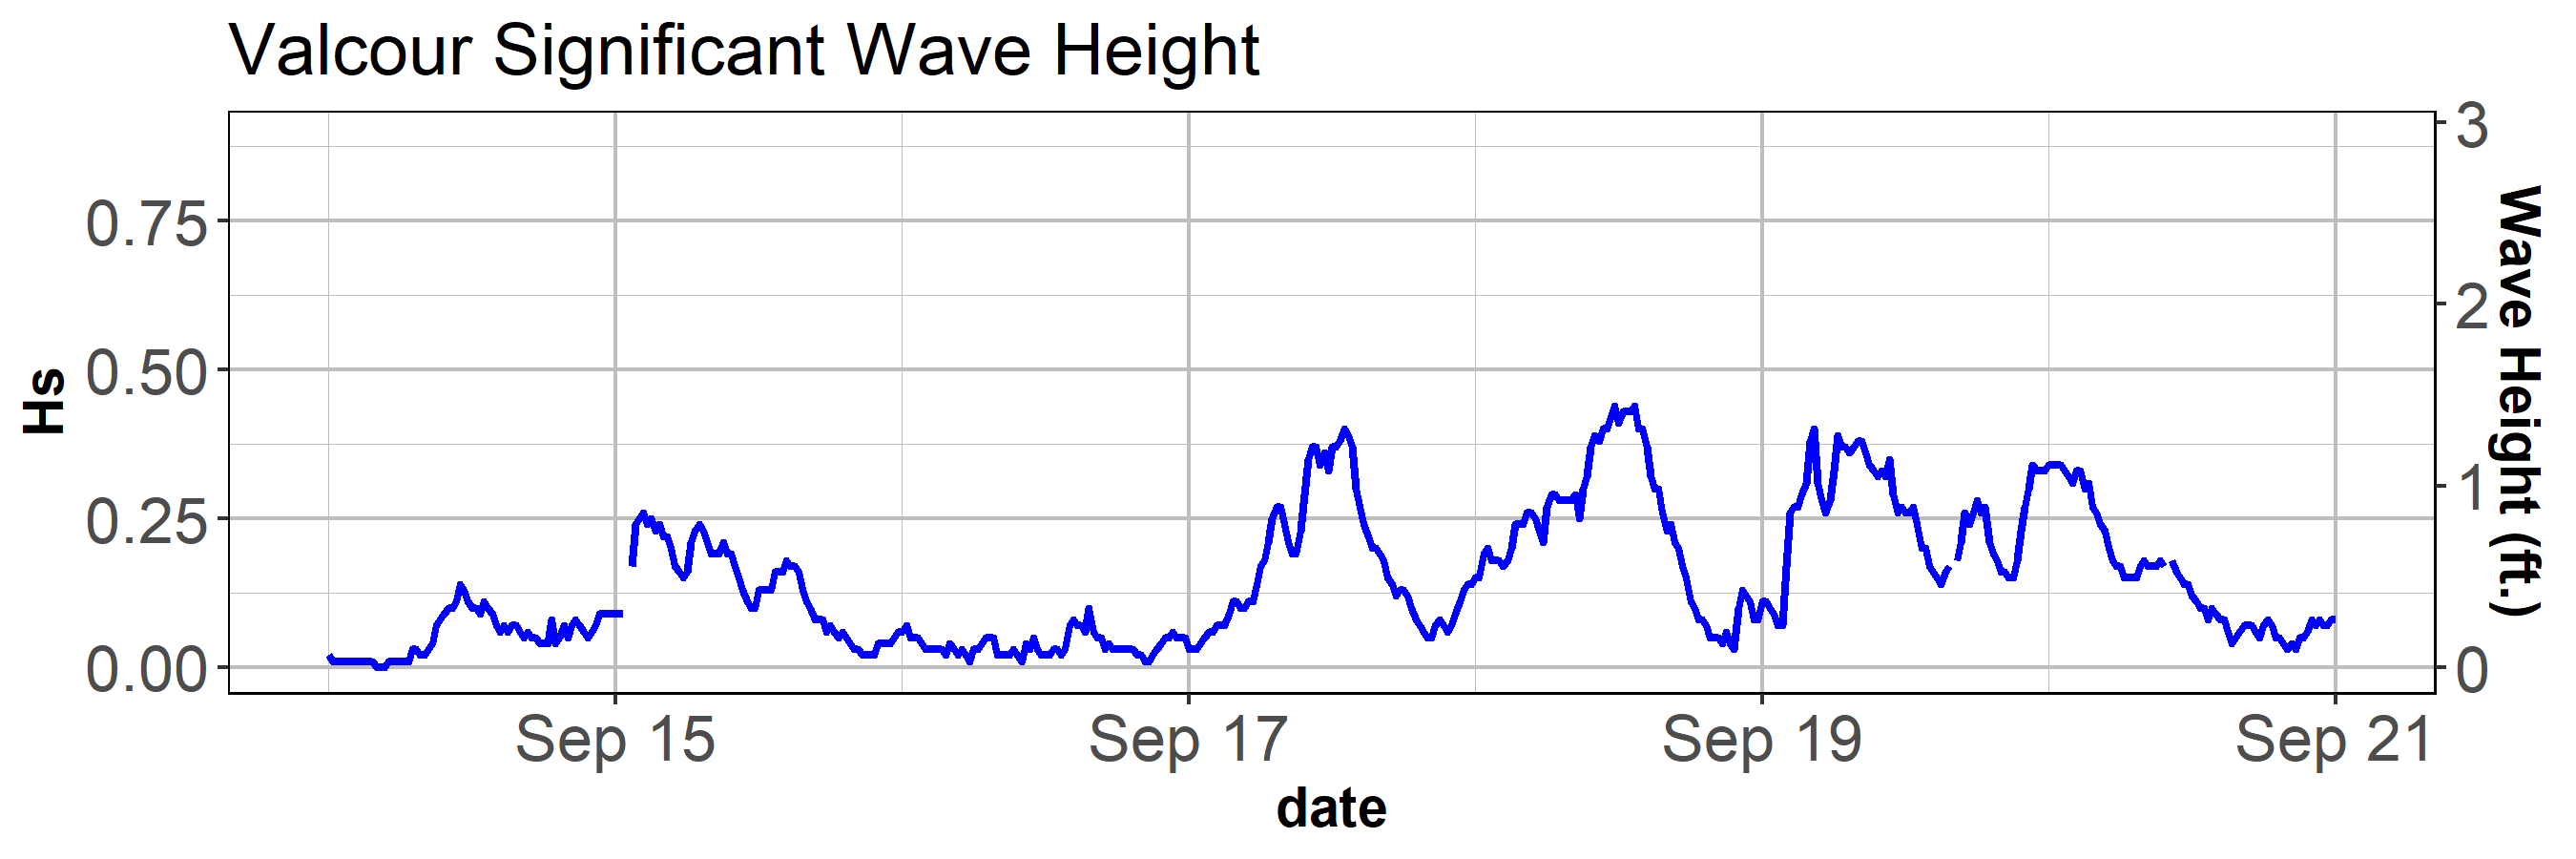 Valcour Significant Wave Height
Hs
0.75
0.50
0.25
0.00
3
2
1
0
Wave Height (ft.)
Sep 15
Sep 17
Sep 19
Sep 21
date